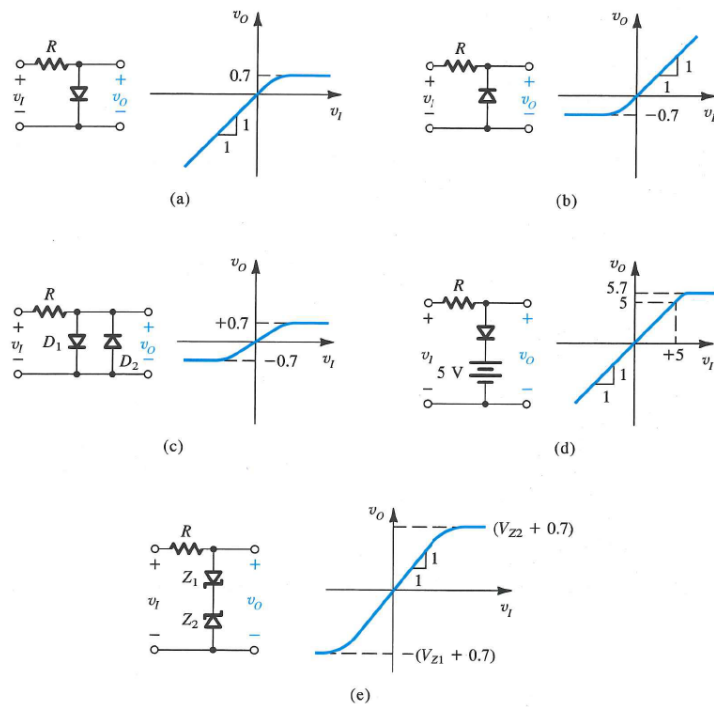 R
+
v_I
−
+
v_O
−
v_O
0.7
1
1
v_I
(a)
R
+
v_I
−
+
v_O
−
v_O
1
1
−0.7
v_I
(b)
R
+
v_I
−
D_1
D_2
+
v_O
−
v_O
+0.7
−0.7
v_I
(c)
R
+
v_I
−
5 V
+
v_O
−
v_O
5.7
5
+5
1
1
v_I
(d)
R
+
v_I
−
Z_1
Z_2
+
v_O
−
v_O
(V_Z2 + 0.7)
1
1
v_I
−(V_Z1 + 0.7)
(e)